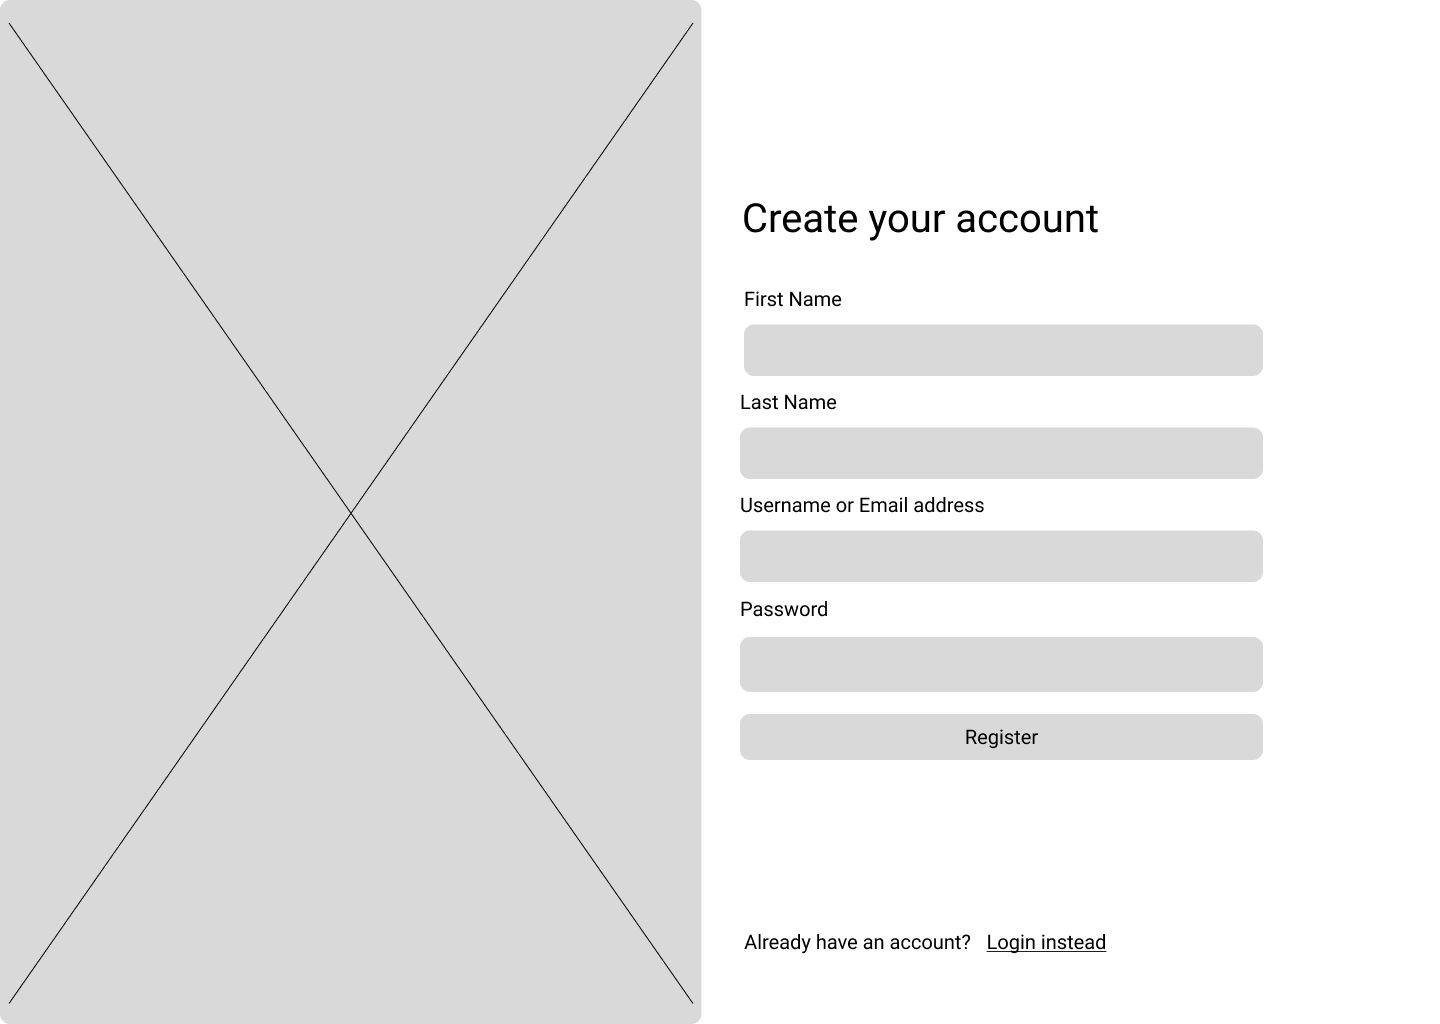 Create your account
First Name
Last Name
Username or Email address
Password
Register
Already have an account? Login instead